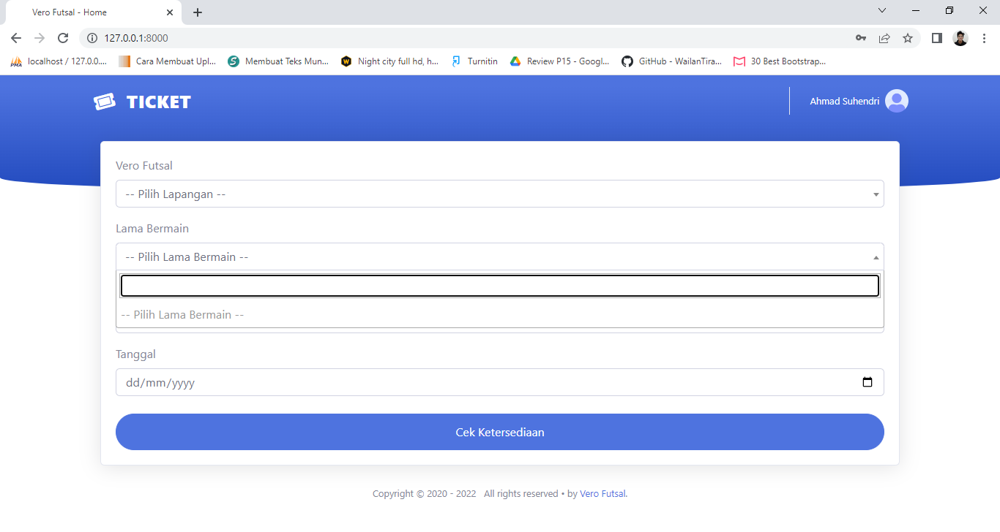 Vero Futsal - Home
127.0.0.1:8000
localhost / 127.0.0....
Cara Membuat Upl...
Membuat Teks Mun...
Night city full hd, h...
Turnitin
Review P15 - Googl...
GitHub - WailanTira...
30 Best Bootstrap...
TICKET
Ahmad Suhendri
Vero Futsal
-- Pilih Lapangan --
Lama Bermain
-- Pilih Lama Bermain --
-- Pilih Lama Bermain --
Tanggal
dd/mm/yyyy
Cek Ketersediaan
Copyright © 2020 - 2022 All rights reserved • by Vero Futsal.